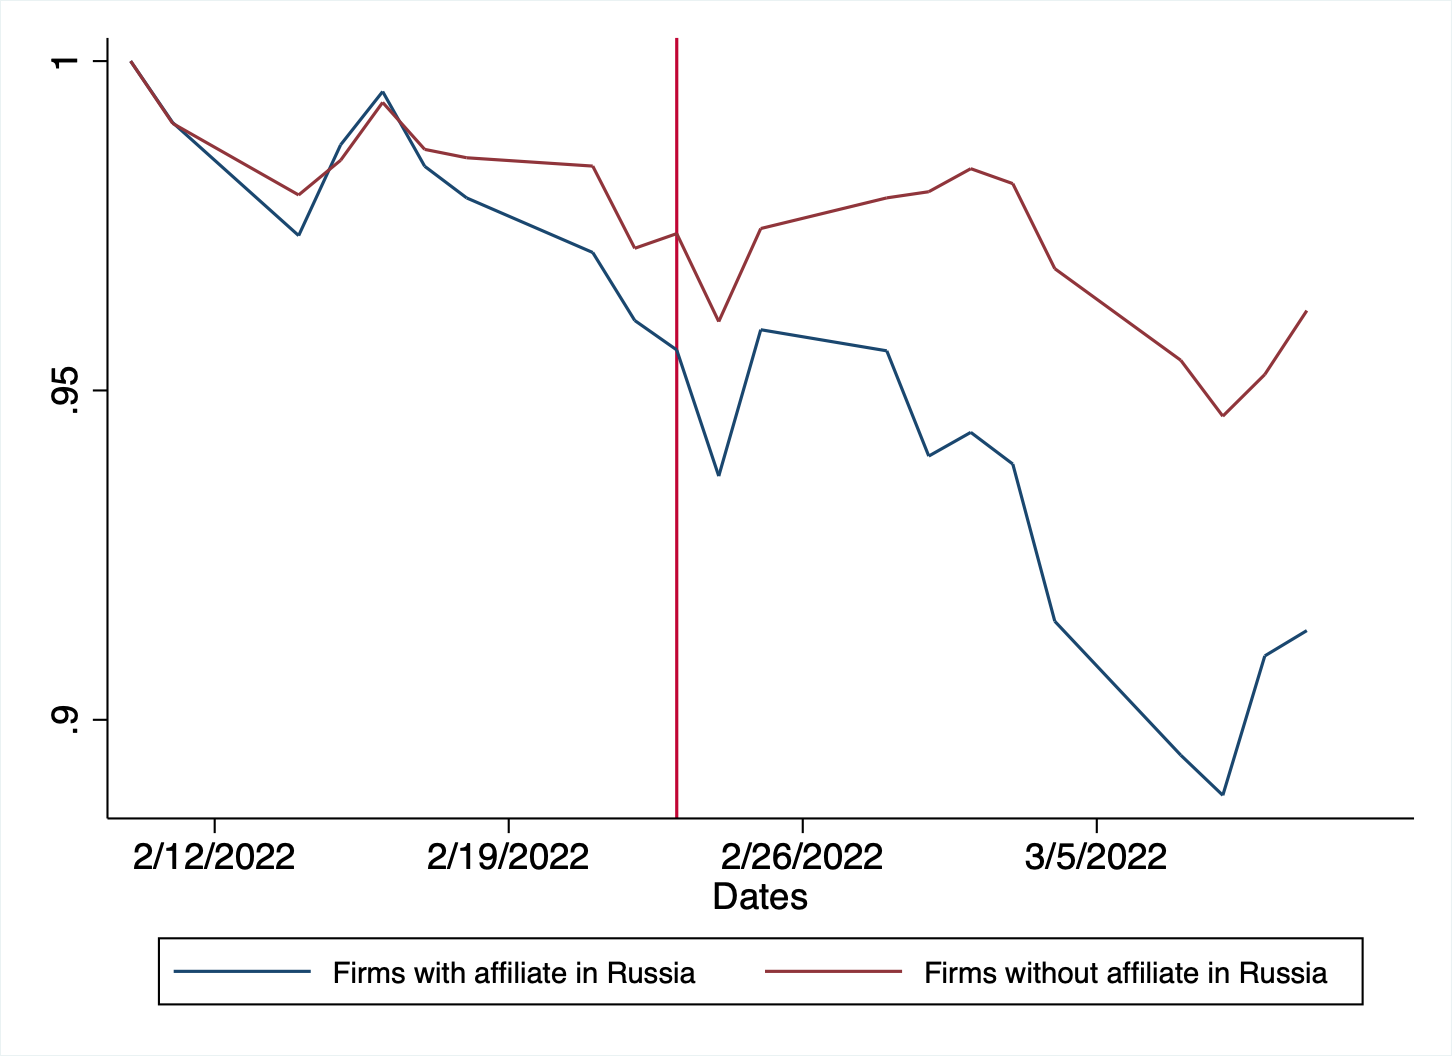 1
.95
.9
2/12/2022 2/19/2022 2/26/2022 3/5/2022
Dates
Firms with affiliate in Russia Firms without affiliate in Russia